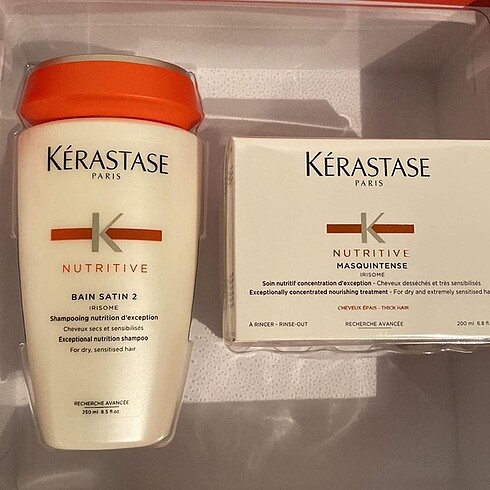 KÉRASTASE
PARIS
K
NUTRITIVE
BAIN SATIN 2
IRISOME
Shampooing nutrition d'exception
Cheveux secs et sensibilisés
Exceptional nutrition shampoo
For dry, sensitised hair
RECHERCHE AVANCÉE
250 ml 8.5 fl.oz.
KÉRASTASE
PARIS
K
NUTRITIVE
MASQUINTENSE
IRISOME
Soin nutritif concentration d'exception - Cheveux desséchés et très sensibilisés
Exceptionally concentrated nourishing treatment - For dry and extremely sensitised hair
CHEVEUX ÉPAIS - THICK HAIR
À RINCER - RINSE-OUT RECHERCHE AVANCÉE 200 ml 6.8 fl